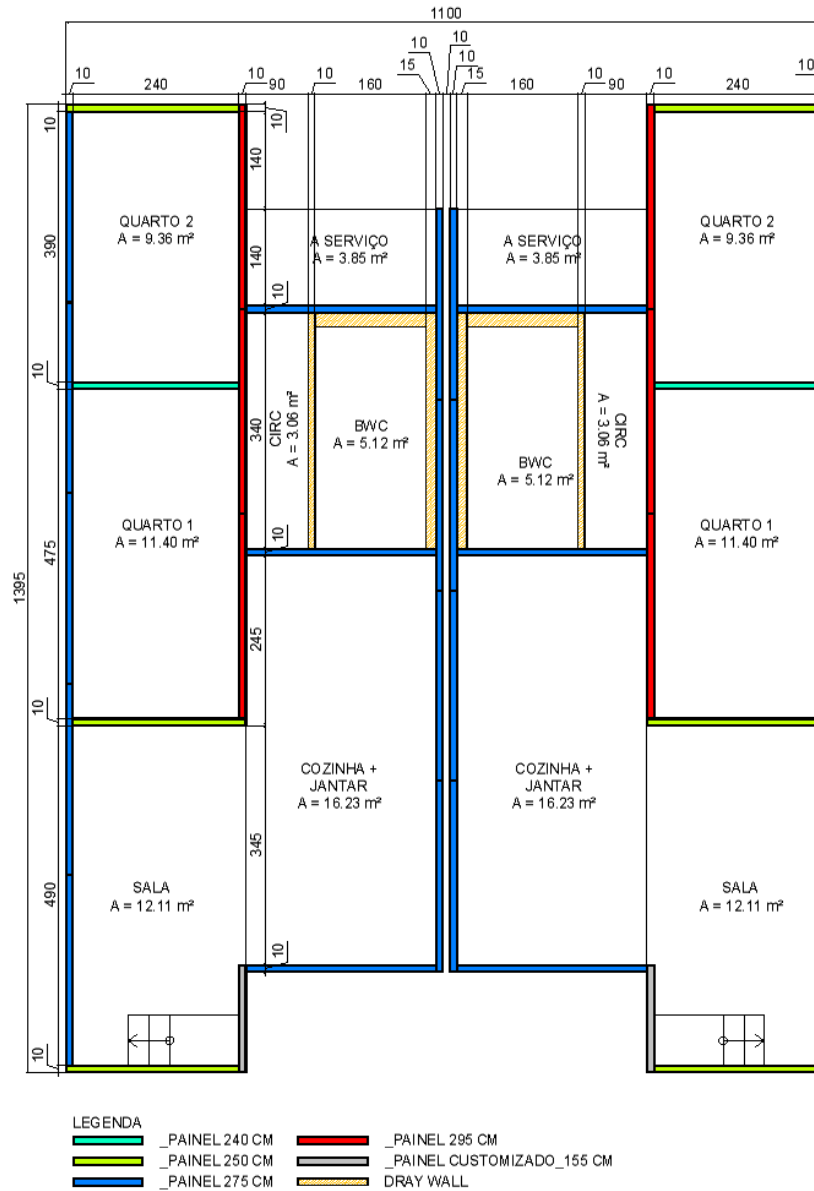 1100
10 10
10 240 10 90 10 160 15 10 10 15 160 10 90 10 240 10
10
10
140
QUARTO 2
A = 9.36 m²
390
A SERVIÇO
A = 3.85 m²
140
A SERVIÇO
A = 3.85 m²
QUARTO 2
A = 9.36 m²
10
10
340
CIRC
A = 3.06 m²
BWC
A = 5.12 m²
BWC
A = 5.12 m²
CIRC
A = 3.06 m²
1395
475
QUARTO 1
A = 11.40 m²
10
QUARTO 1
A = 11.40 m²
245
10
COZINHA +
JANTAR
A = 16.23 m²
COZINHA +
JANTAR
A = 16.23 m²
345
490
SALA
A = 12.11 m²
SALA
A = 12.11 m²
10
10
LEGENDA
_PAINEL 240 CM
_PAINEL 295 CM
_PAINEL 250 CM
_PAINEL CUSTOMIZADO_155 CM
_PAINEL 275 CM
DRAY WALL